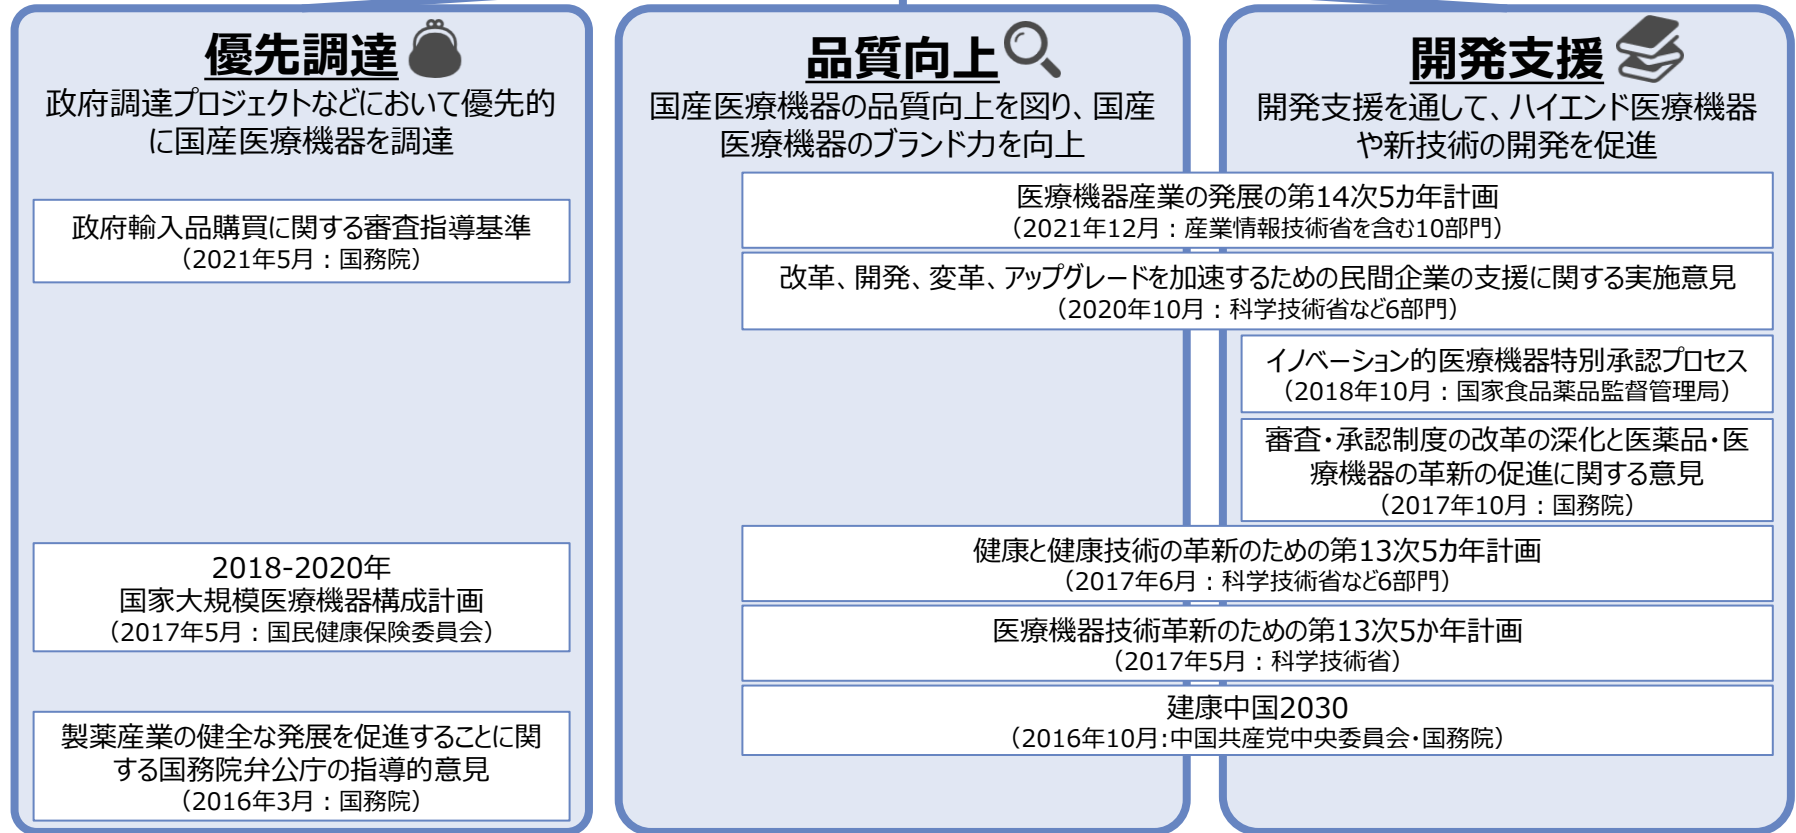 優先調達
政府調達プロジェクトなどにおいて優先的
に国産医療機器を調達
政府輸入品購買に関する審査指導基準
（2021年5月：国務院）
2018-2020年
国家大規模医療機器構成計画
（2017年5月：国民健康保険委員会）
製薬産業の健全な発展を促進することに関
する国務院弁公庁の指導的意見
（2016年3月：国務院）
品質向上
国産医療機器の品質向上を図り、国産
医療機器のブランド力を向上
開発支援
開発支援を通して、ハイエンド医療機器
や新技術の開発を促進
医療機器産業の発展の第14次5カ年計画
（2021年12月：産業情報技術省を含む10部門）
改革、開発、変革、アップグレードを加速するための民間企業の支援に関する実施意見
（2020年10月：科学技術省など6部門）
イノベーション的医療機器特別承認プロセス
（2018年10月：国家食品薬品監督管理局）
審査・承認制度の改革の深化と医薬品・医
療機器の革新の促進に関する意見
（2017年10月：国務院）
健康と健康技術の革新のための第13次5カ年計画
（2017年6月：科学技術省など6部門）
医療機器技術革新のための第13次5か年計画
（2017年5月：科学技術省）
建康中国2030
（2016年10月:中国共産党中央委員会・国務院）